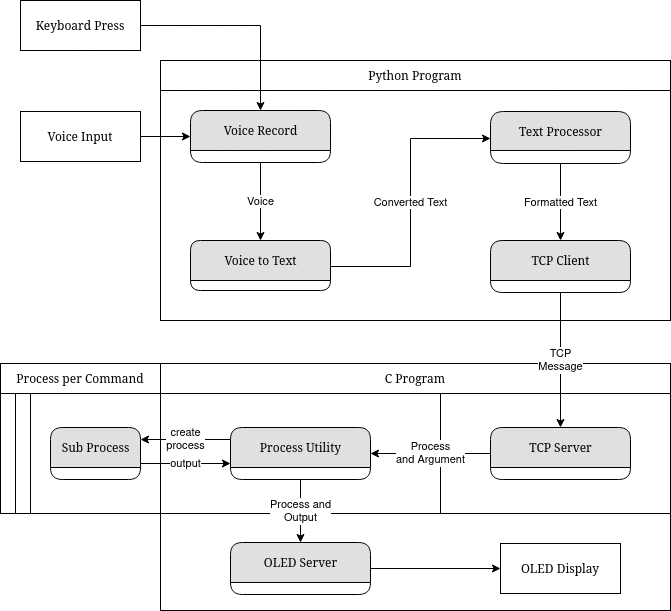 Keyboard Press
Python Program
Voice Input
Voice Record
Text Processor
Voice
Converted Text
Formatted Text
Voice to Text
TCP Client
TCP
Message
Process per Command
C Program
Sub Process
create
process
output
Process Utility
Process
and Argument
TCP Server
Process and
Output
OLED Server
OLED Display